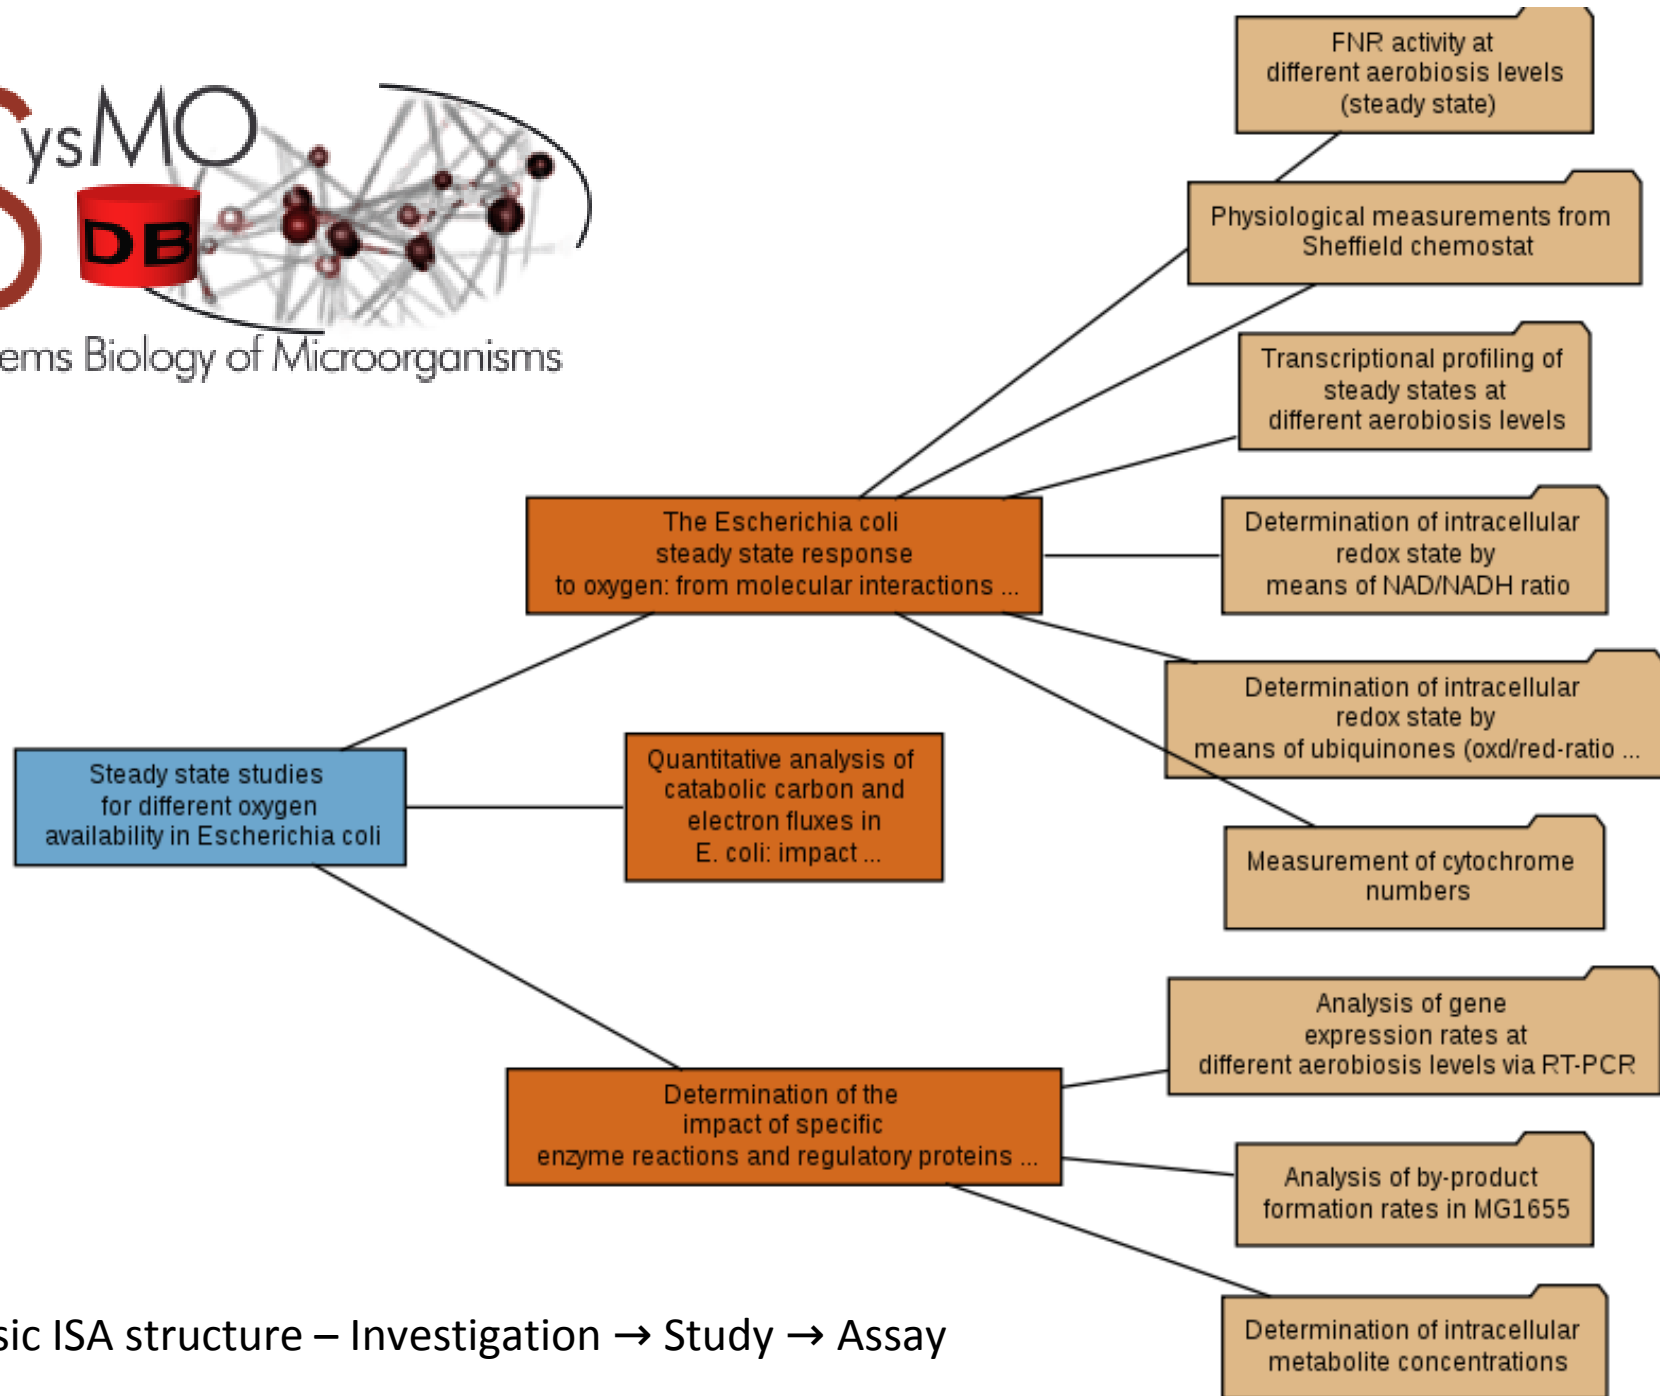 SysMO
DB
ems Biology of Microorganisms
FNR activity at
different aerobiosis levels
(steady state)
Physiological measurements from
Sheffield chemostat
Transcriptional profiling of
steady states at
different aerobiosis levels
The Escherichia coli
steady state response
to oxygen: from molecular interactions ...
Determination of intracellular
redox state by
means of NAD/NADH ratio
Determination of intracellular
redox state by
means of ubiquinones (oxd/red-ratio ...
Steady state studies
for different oxygen
availability in Escherichia coli
Quantitative analysis of
catabolic carbon and
electron fluxes in
E. coli: impact ...
Measurement of cytochrome
numbers
Analysis of gene
expression rates at
different aerobiosis levels via RT-PCR
Determination of the
impact of specific
enzyme reactions and regulatory proteins ...
Analysis of by-product
formation rates in MG1655
Determination of intracellular
metabolite concentrations
sic ISA structure – Investigation → Study → Assay